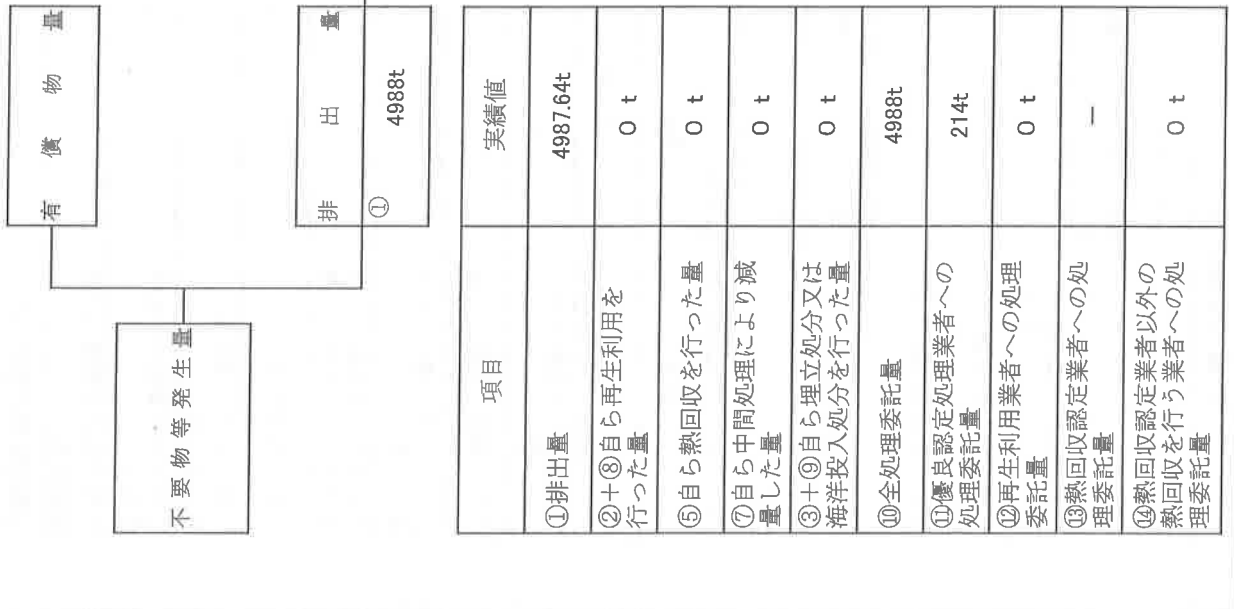 不要物等発生量
有償物量
排出量
① 4988t
項目 実績値
①排出量 4987.64t
②+⑧自ら再生利用を
行った量 0 t
⑤自ら熱回収を行った量 0 t
⑦自ら中間処理により減
量した量 0 t
③+⑨自ら埋立処分又は
海洋投入処分を行った量 0 t
⑩全処理委託量 4988t
⑪優良認定処理業者への
処理委託量 214t
⑫再生利用業者への処理
委託量 0 t
⑬熱回収認定業者への処
理委託量 －
⑭熱回収認定業者以外の
熱回収を行う業者への処
理委託量 0 t